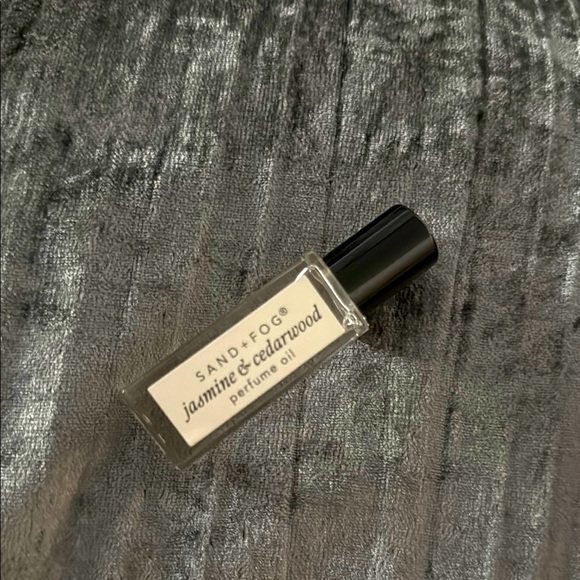 SAND + FOG®
jasmine & cedarwood
perfume oil